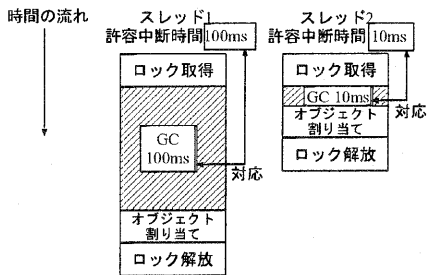 時間の流れ
スレッド1
許容中断時間 100ms
ロック取得
GC
100ms
対応
オブジェクト
割り当て
ロック解放
スレッド2
許容中断時間 10ms
ロック取得
GC 10ms
対応
オブジェクト
割り当て
ロック解放